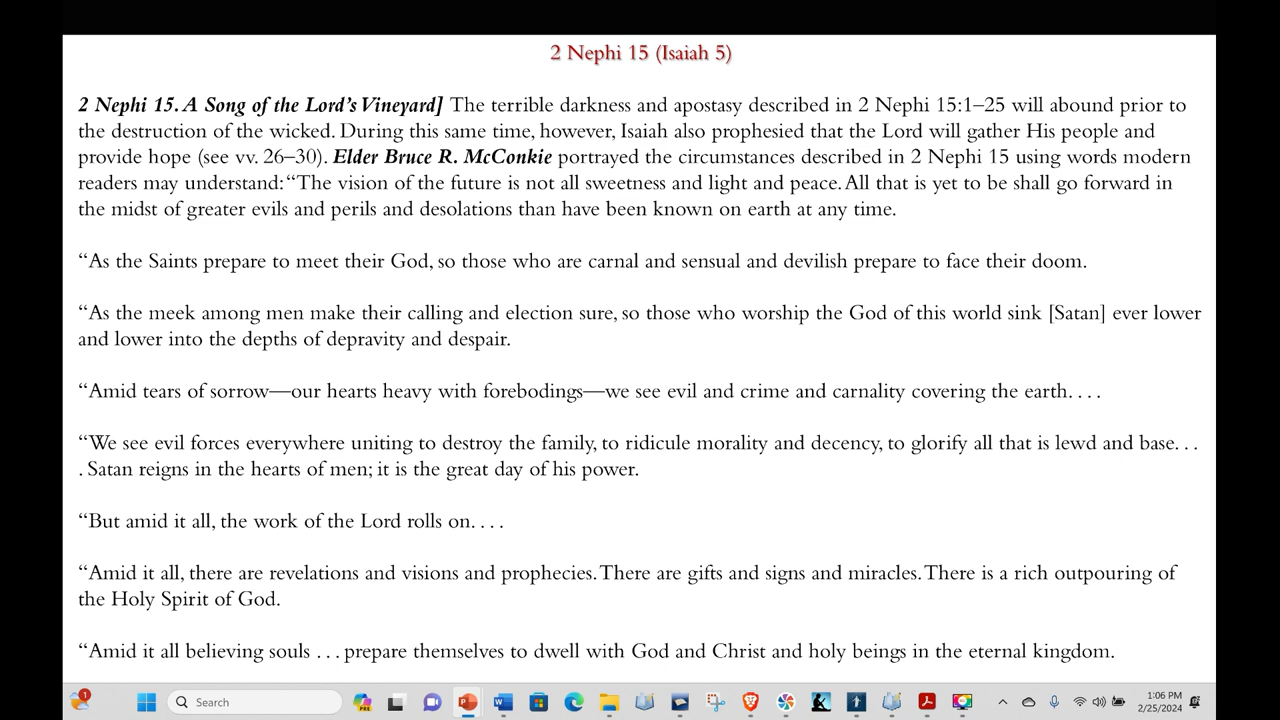 2 Nephi 15 (Isaiah 5)
2 Nephi 15. A Song of the Lord's Vineyard] The terrible darkness and apostasy described in 2 Nephi 15:1–25 will abound prior to
the destruction of the wicked. During this same time, however, Isaiah also prophesied that the Lord will gather His people and
provide hope (see vv. 26–30). Elder Bruce R. McConkie portrayed the circumstances described in 2 Nephi 15 using words modern
readers may understand: “The vision of the future is not all sweetness and light and peace. All that is yet to be shall go forward in
the midst of greater evils and perils and desolations than have been known on earth at any time.
“As the Saints prepare to meet their God, so those who are carnal and sensual and devilish prepare to face their doom.
“As the meek among men make their calling and election sure, so those who worship the God of this world sink [Satan] ever lower
and lower into the depths of depravity and despair.
“Amid tears of sorrow—our hearts heavy with forebodings—we see evil and crime and carnality covering the earth. . . .
“We see evil forces everywhere uniting to destroy the family, to ridicule morality and decency, to glorify all that is lewd and base. . .
. Satan reigns in the hearts of men; it is the great day of his power.
“But amid it all, the work of the Lord rolls on. . . .
“Amid it all, there are revelations and visions and prophecies. There are gifts and signs and miracles. There is a rich outpouring of
the Holy Spirit of God.
“Amid it all believing souls . . . prepare themselves to dwell with God and Christ and holy beings in the eternal kingdom.
1
Search
PRE
1:06 PM
2/25/2024